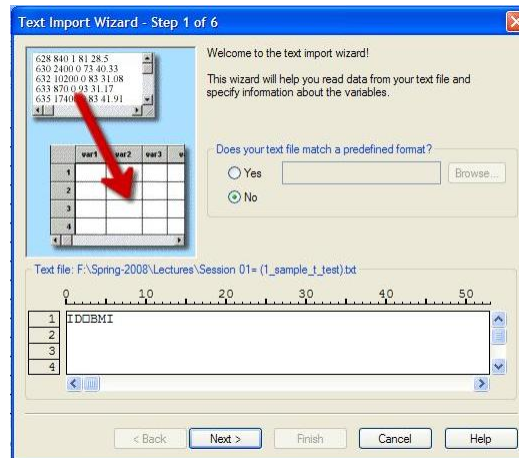 Text Import Wizard - Step 1 of 6
628 840 1 81 28.5
630 2400 0 73 40.33
632 10200 0 83 31.08
633 870 0 93 31.17
635 1740 83 41.91
var1 var2 var3 v
1
2
3
4
Welcome to the text import wizard!
This wizard will help you read data from your text file and
specify information about the variables.
Does your text file match a predefined format?
Yes
Browse...
No
Text file: F:\Spring-2008\Lectures\Session 01= (1_sample_t_test).txt
0 10 20 30 40 50
1 ID□BMI
2
3
4
< Back Next > Finish Cancel Help